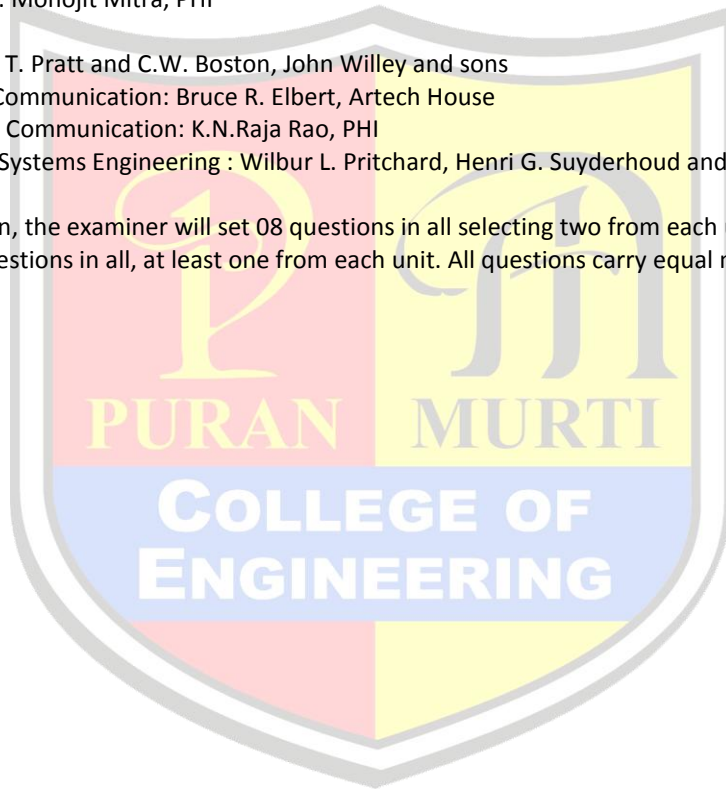 Monojit Mitra, PHI
T. Pratt and C.W. Boston, John Willey and sons
Communication: Bruce R. Elbert, Artech House
Communication: K.N.Raja Rao, PHI
Systems Engineering : Wilbur L. Pritchard, Henri G. Suyderhoud and
n, the examiner will set 08 questions in all selecting two from each
estions in all, at least one from each unit. All questions carry equal
PURAN MURTI
COLLEGE OF
ENGINEERING